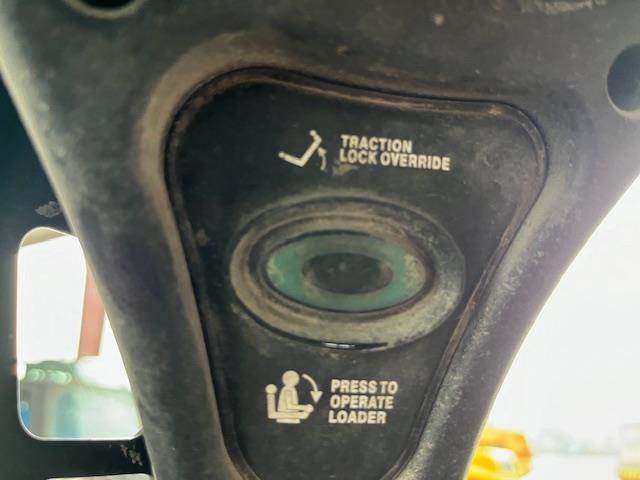 TRACTION
LOCK OVERRIDE
PRESS TO
OPERATE
LOADER